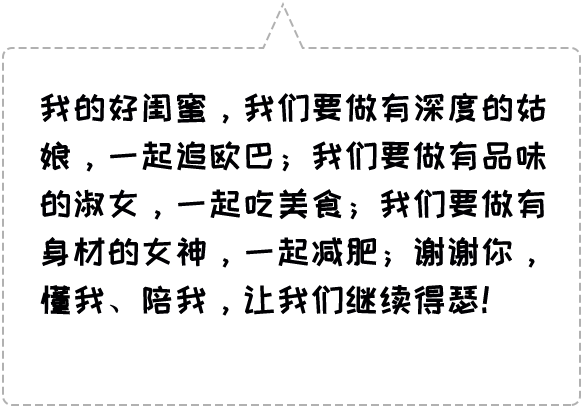 我的好闺蜜，我们要做有深度的姑
娘，一起追欧巴；我们要做有品味
的淑女，一起吃美食；我们要做有
身材的女神，一起减肥；谢谢你，
懂我、陪我，让我们继续得瑟！